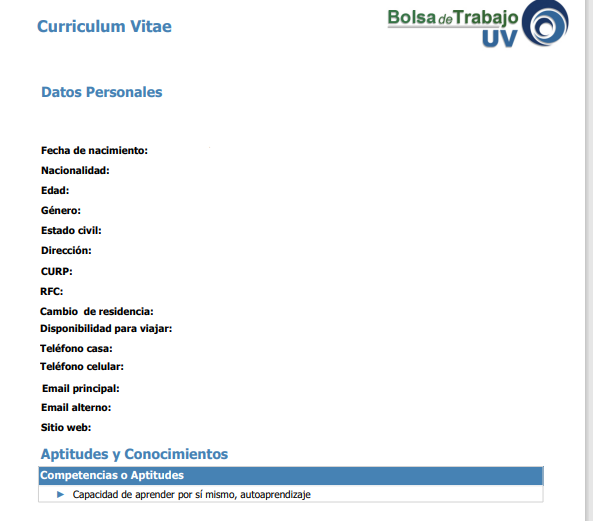 Curriculum Vitae
Bolsa de Trabajo
UV
Datos Personales
Fecha de nacimiento:
Nacionalidad:
Edad:
Género:
Estado civil:
Dirección:
CURP:
RFC:
Cambio de residencia:
Disponibilidad para viajar:
Teléfono casa:
Teléfono celular:
Email principal:
Email alterno:
Sitio web:
Aptitudes y Conocimientos
Competencias o Aptitudes
Capacidad de aprender por sí mismo, autoaprendizaje